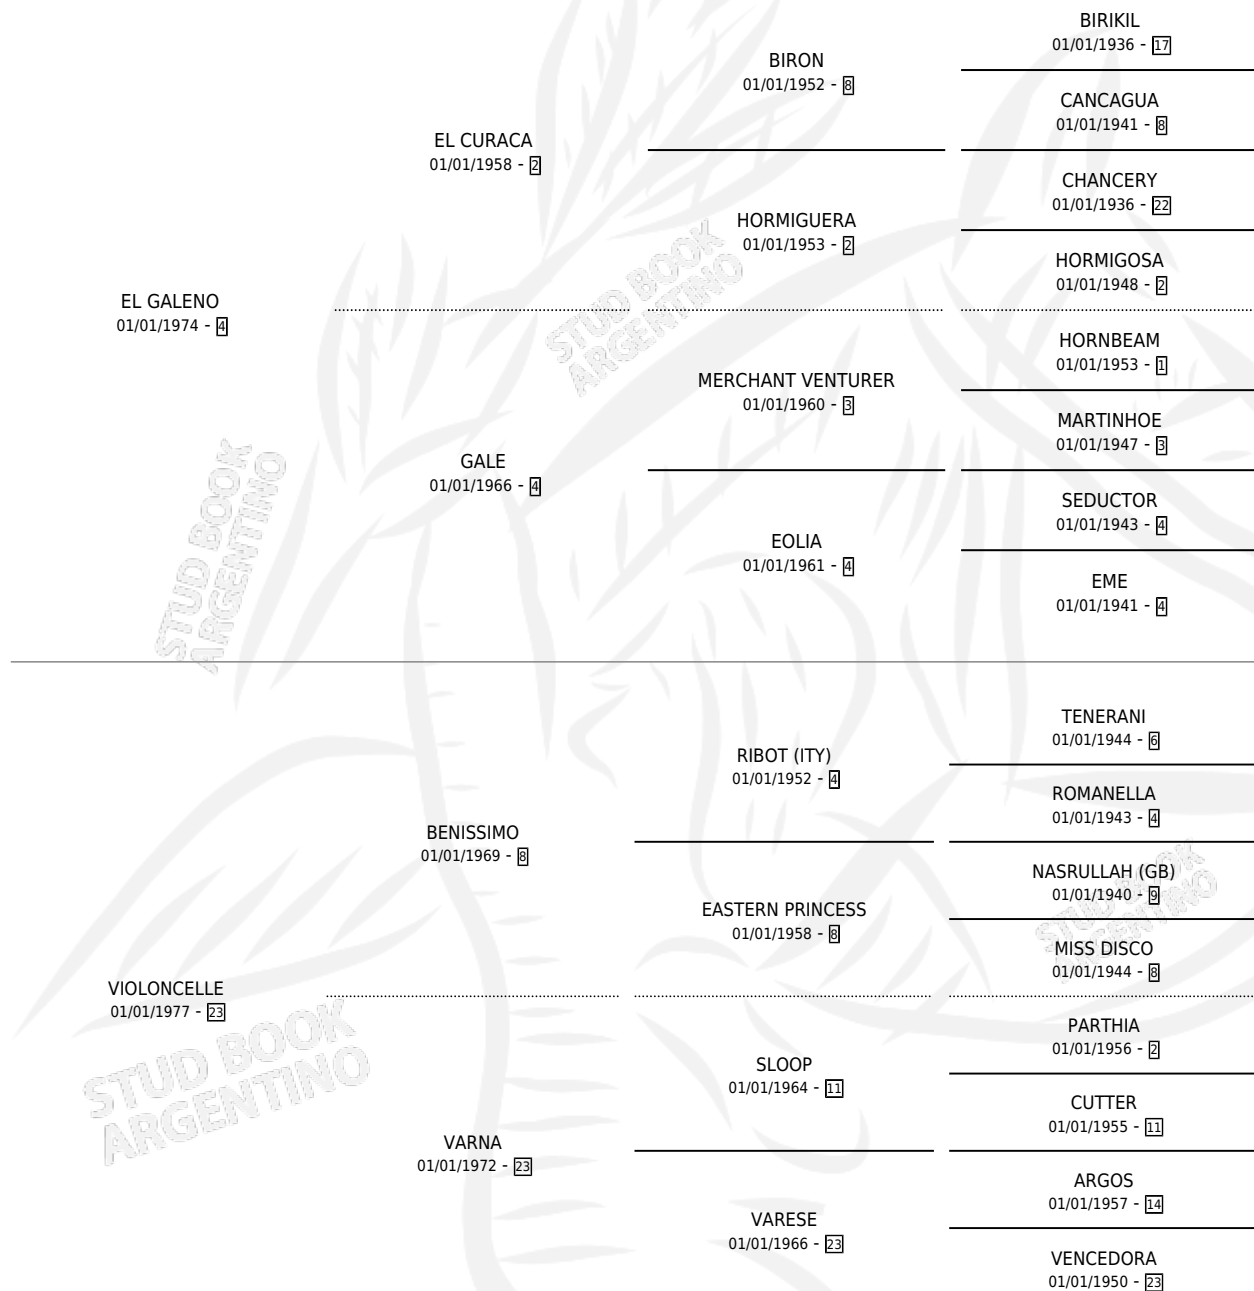 BIRIKIL
01/01/1936 - 17
BIRON
01/01/1952 - 8
CANCAGUA
01/01/1941 - 8
EL CURACA
01/01/1958 - 2
CHANCERY
01/01/1936 - 22
HORMIGUERA
01/01/1953 - 2
HORMIGOSA
01/01/1948 - 2
STUD BOOK
ARGENTINO
EL GALENO
01/01/1974 - 4
HORNBEAM
01/01/1953 - 1
MERCHANT VENTURER
01/01/1960 - 3
MARTINHOE
01/01/1947 - 3
GALE
01/01/1966 - 4
SEDUCTOR
01/01/1943 - 4
EOLIA
01/01/1961 - 4
EME
01/01/1941 - 4
STUD BOOK
ARGENTINO
TENERANI
01/01/1944 - 6
RIBOT (ITY)
01/01/1952 - 4
ROMANELLA
01/01/1943 - 4
BENISSIMO
01/01/1969 - 8
NASRULLAH (GB)
01/01/1940 - 9
EASTERN PRINCESS
01/01/1958 - 8
STUD BOOK
ARGENTINO
MISS DISCO
01/01/1944 - 8
VIOLONCELLE
01/01/1977 - 23
STUD BOOK
ARGENTINO
PARTHIA
01/01/1956 - 2
SLOOP
01/01/1964 - 11
CUTTER
01/01/1955 - 11
VARNA
01/01/1972 - 23
ARGOS
01/01/1957 - 14
VARESE
01/01/1966 - 23
VENCEDORA
01/01/1950 - 23